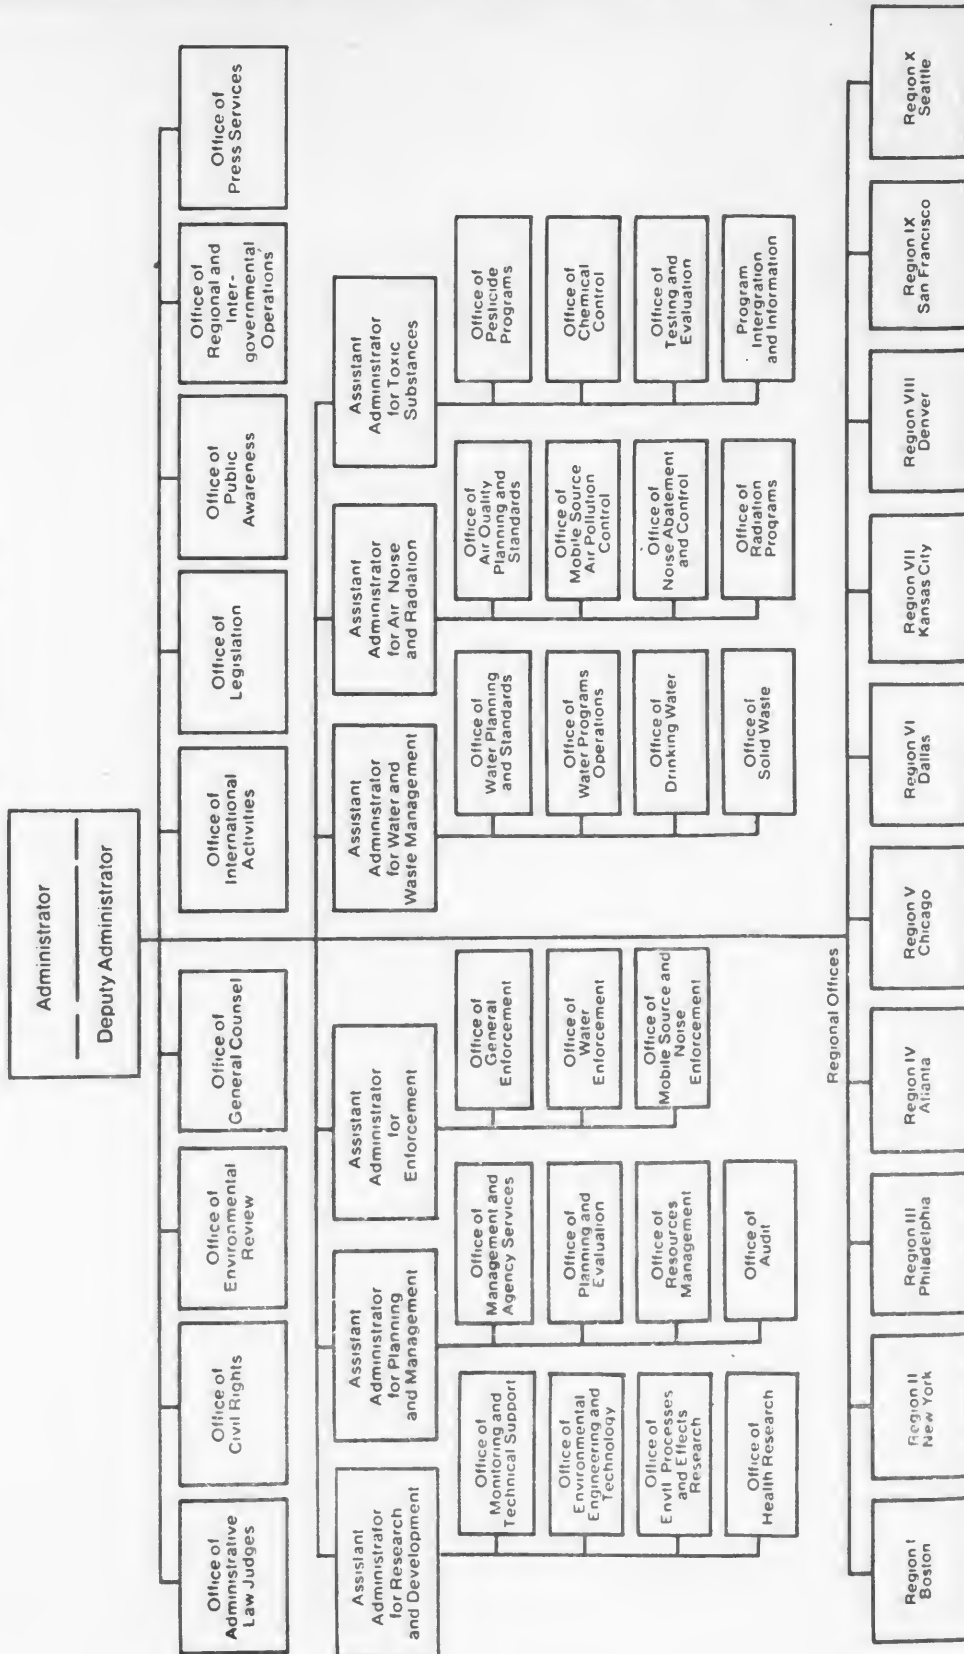 Administrator
Deputy Administrator
Office of
Administrative
Law Judges
Office of
Civil Rights
Office of
Environmental
Review
Office of
General Counsel
Office of
International
Activities
Office of
Legislation
Office of
Public
Awareness
Office of
Regional and
Inter-
governmental
Operations
Office of
Press Services
Assistant
Administrator
for Research
and Development
Assistant
Administrator
for Planning
and Management
Assistant
Administrator
for
Enforcement
Assistant
Administrator
for Water and
Waste Management
Assistant
Administrator
for Air Noise
and Radiation
Assistant
Administrator
for Toxic
Substances
Office of
Monitoring and
Technical Support
Office of
Environmental
Engineering and
Technology
Office of
Envtl Processes
and Effects
Research
Office of
Health Research
Office of
Management and
Agency Services
Office of
Planning and
Evaluation
Office of
Resources
Management
Office of
Audit
Office of
General
Enforcement
Office of
Water
Enforcement
Office of
Mobile Source and
Noise
Enforcement
Office of
Water Planning
and Standards
Office of
Water Programs
Operations
Office of
Drinking Water
Office of
Solid Waste
Office of
Air Quality
Planning and
Standards
Office of
Mobile Source
Air Pollution
Control
Office of
Noise Abatement
and Control
Office of
Radiation
Programs
Office of
Pesicide
Programs
Office of
Chemical
Control
Office of
Testing and
Evaluation
Program
Intergration
and Information
Regional Offices
Region I
Boston
Region II
New York
Region III
Philadelphia
Region IV
Atlanta
Region V
Chicago
Region VI
Dallas
Region VII
Kansas City
Region VIII
Denver
Region IX
San Francisco
Region X
Seattle